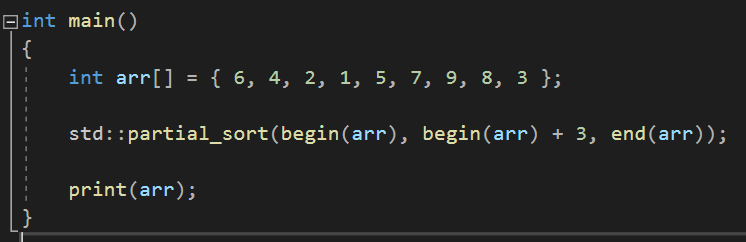 int main()
{
int arr[] = { 6, 4, 2, 1, 5, 7, 9, 8, 3 };
std::partial_sort(begin(arr), begin(arr) + 3, end(arr));
print(arr);
}